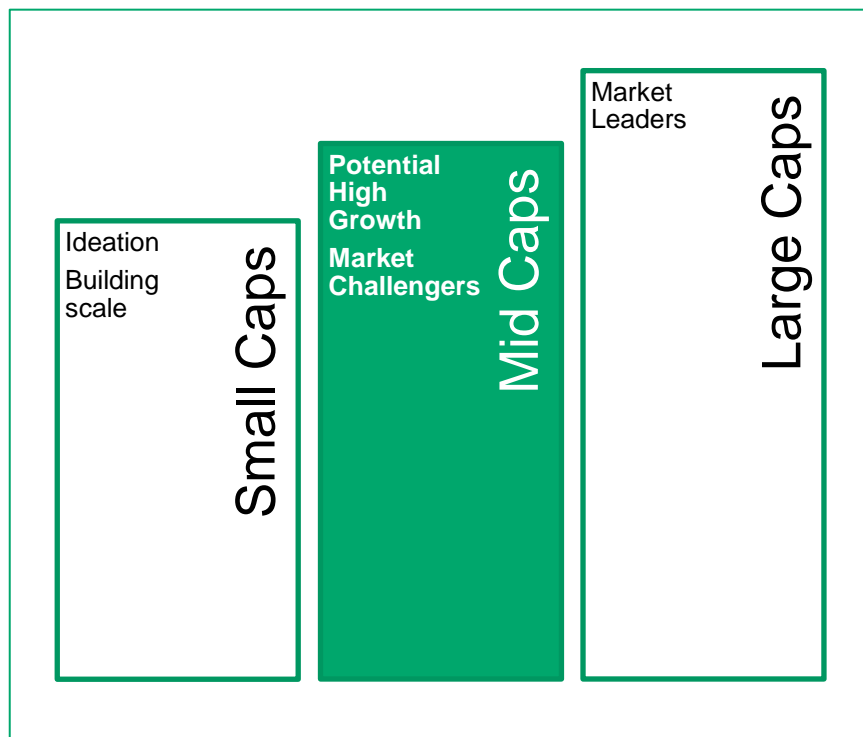 Ideation
Building
scale
Small Caps
Potential
High
Growth
Market
Challengers
Mid Caps
Market
Leaders
Large Caps